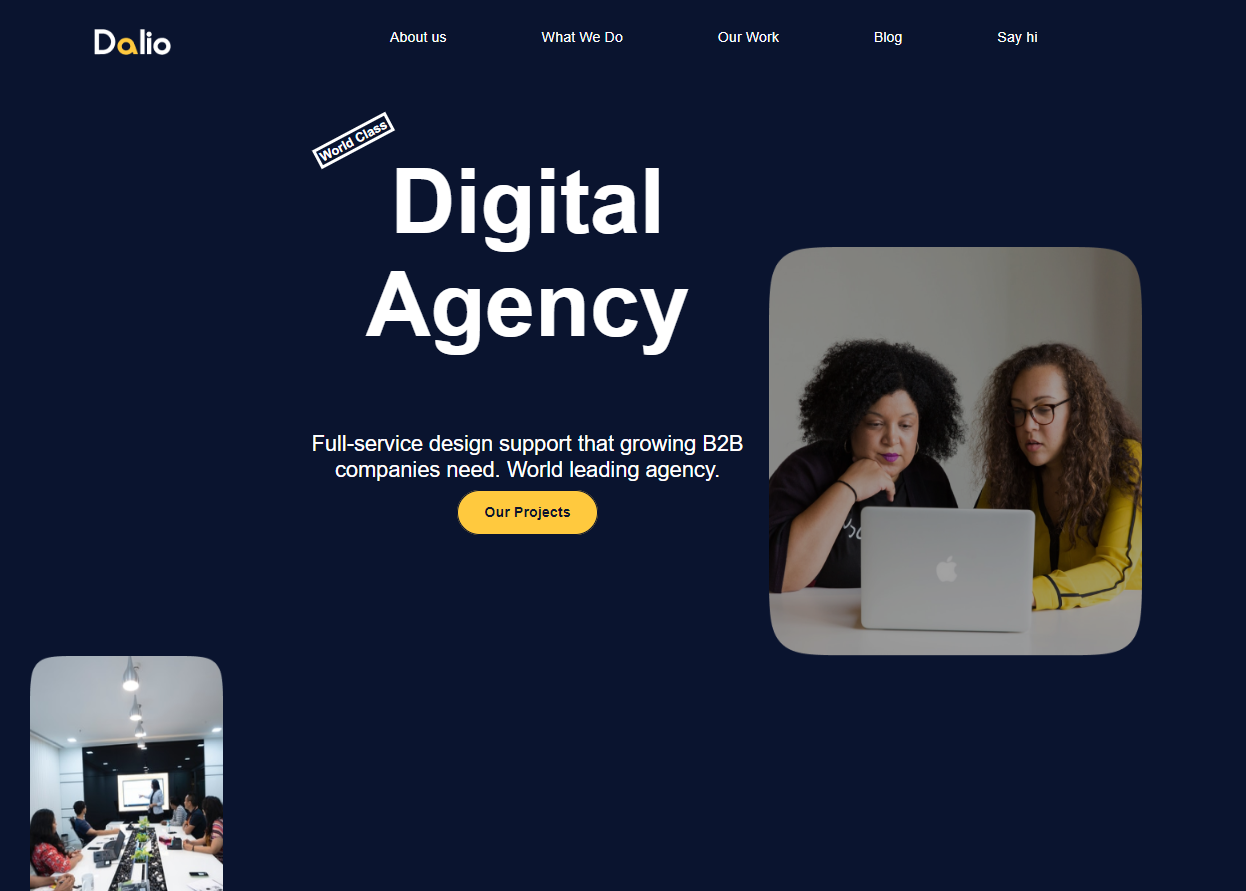 Dalio
About us
What We Do
Our Work
Blog
Say hi
World Class
Digital
Agency
Full-service design support that growing B2B
companies need. World leading agency.
Our Projects